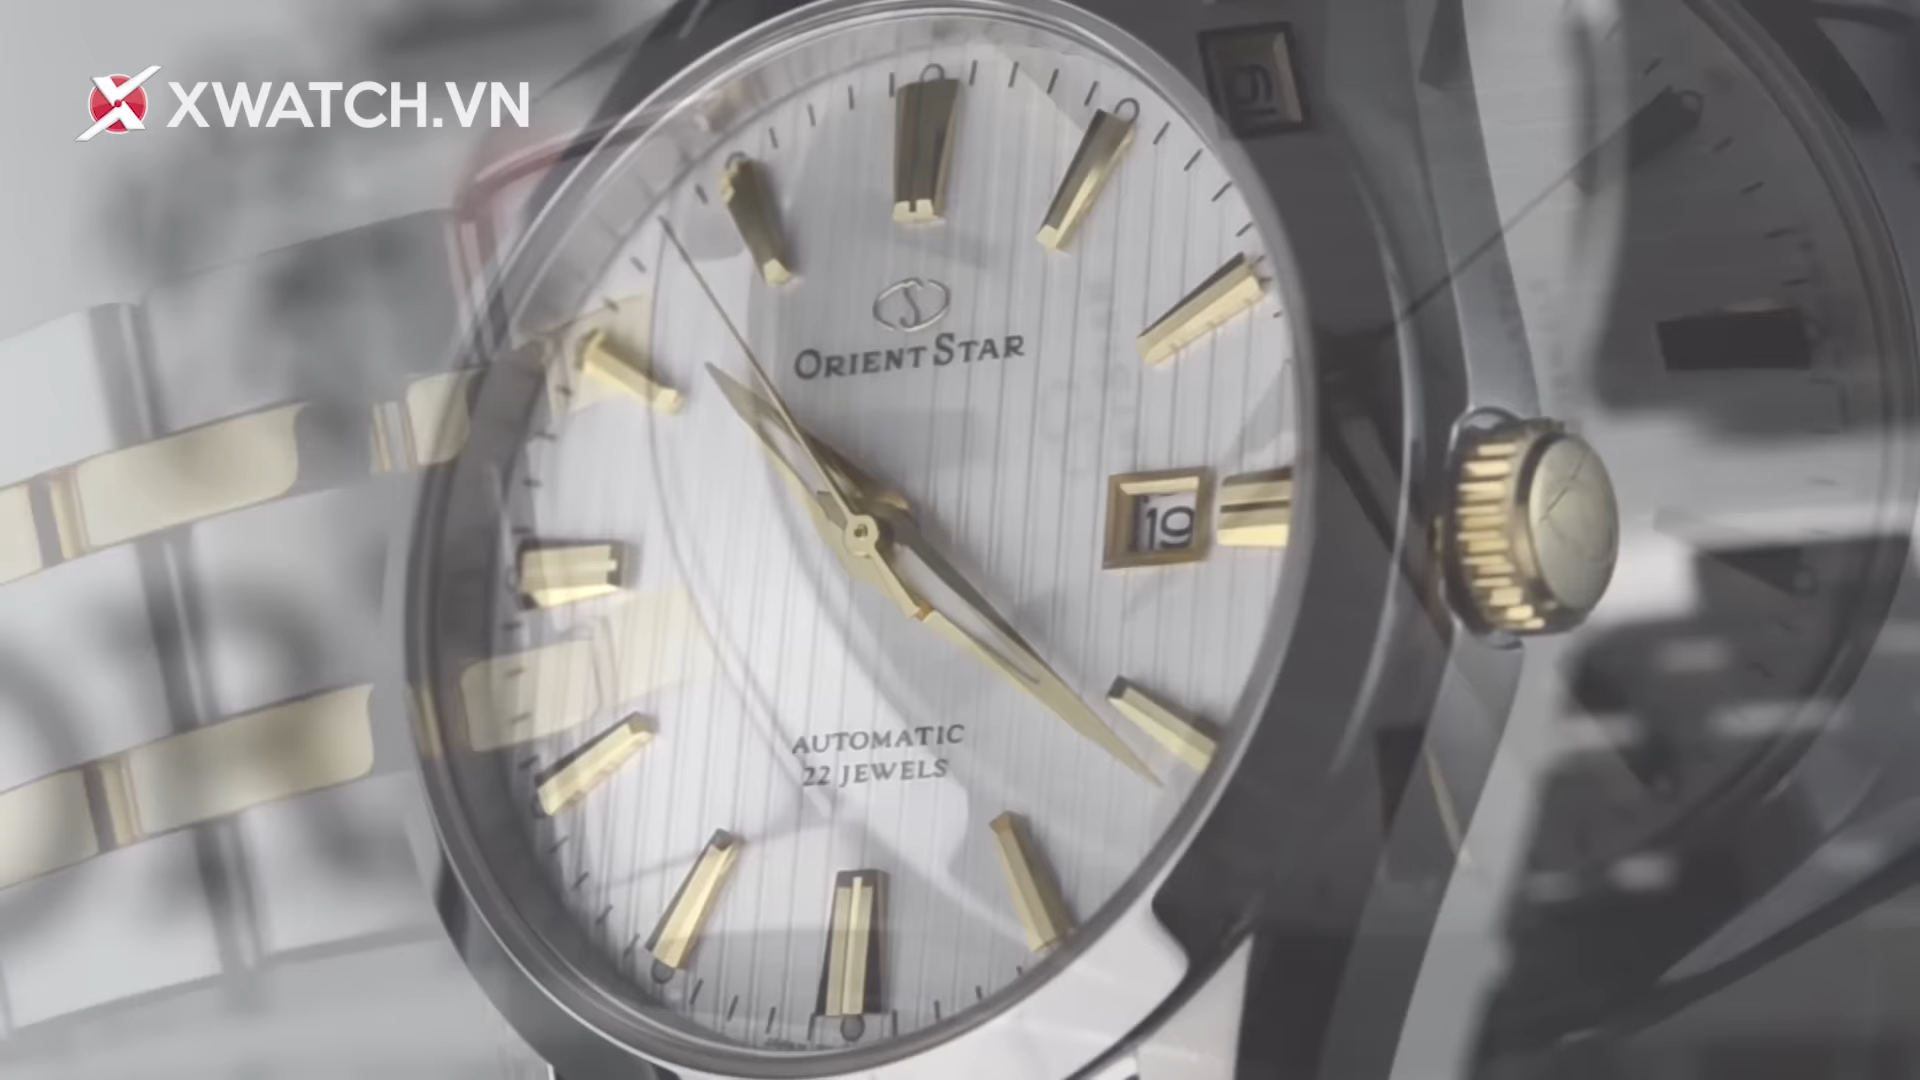 XWATCH.VN
ORIENT STAR
19
AUTOMATIC
22 JEWELS